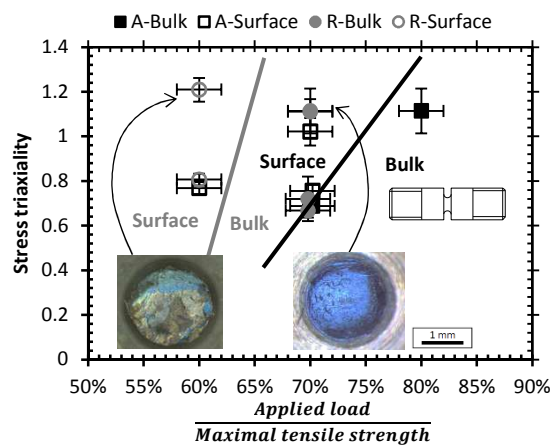 A-Bulk A-Surface R-Bulk R-Surface
Stress triaxiality
1.4
1.2
1
0.8
0.6
0.4
0.2
0
Surface
Bulk
Surface
Bulk
1 mm
50% 55% 60% 65% 70% 75% 80% 85% 90%
Applied load
Maximal tensile strength